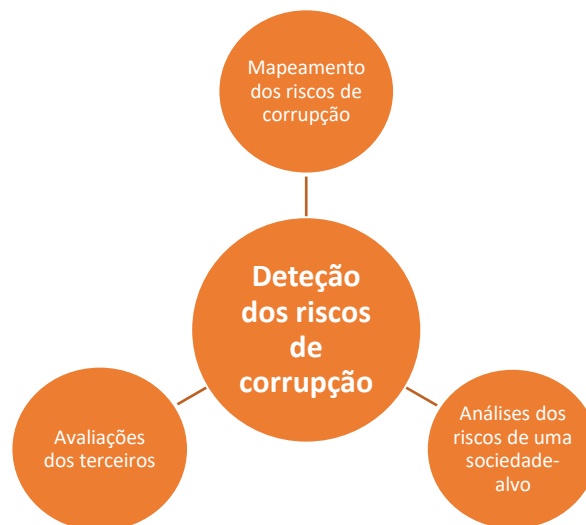 Mapeamento
dos riscos de
corrupção
Deteção
dos riscos
de
corrupção
Avaliações
dos terceiros
Análises dos
riscos de uma
sociedade-
alvo